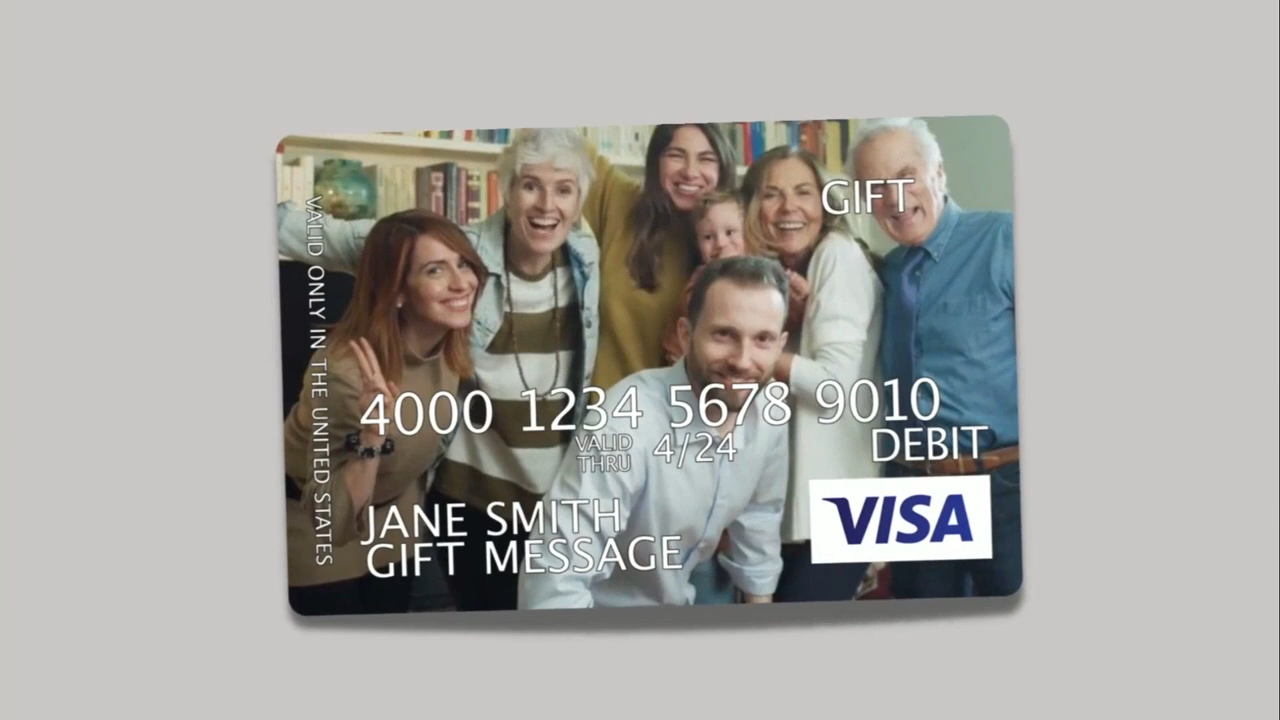 GIFT
VALID ONLY IN THE UNITED STATES
4000 1234 5678 9010
VALID THRU 4/24
DEBIT
JANE SMITH
GIFT MESSAGE
VISA